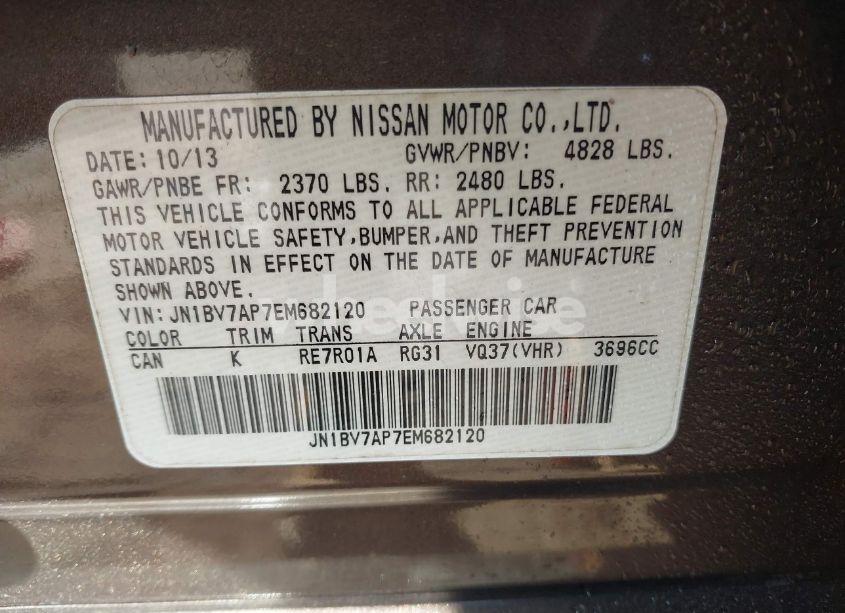 MANUFACTURED BY NISSAN MOTOR CO.,LTD.
DATE: 10/13 GVWR/PNBV: 4828 LBS.
GAWR/PNBE FR: 2370 LBS. RR: 2480 LBS.
THIS VEHICLE CONFORMS TO ALL APPLICABLE FEDERAL
MOTOR VEHICLE SAFETY,BUMPER,AND THEFT PREVENTION
STANDARDS IN EFFECT ON THE DATE OF MANUFACTURE
SHOWN ABOVE.
VIN:JN1BV7AP7EM682120 PASSENGER CAR
COLOR TRIM TRANS AXLE ENGINE
CAN K RE7R01A RG31 VQ37(VHR) 3696CC
JN1BV7AP7EM682120